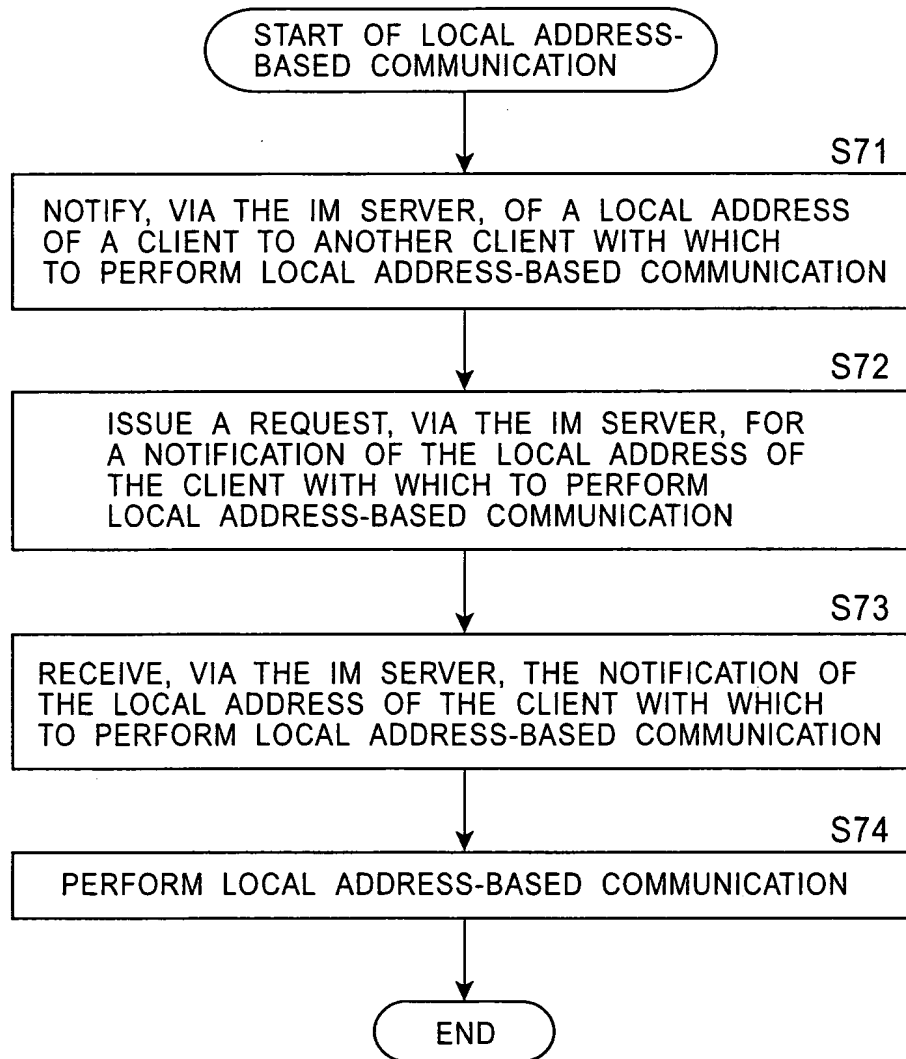 START OF LOCAL ADDRESS-
BASED COMMUNICATION
S71
NOTIFY, VIA THE IM SERVER, OF A LOCAL ADDRESS
OF A CLIENT TO ANOTHER CLIENT WITH WHICH
TO PERFORM LOCAL ADDRESS-BASED COMMUNICATION
S72
ISSUE A REQUEST, VIA THE IM SERVER, FOR
A NOTIFICATION OF THE LOCAL ADDRESS OF
THE CLIENT WITH WHICH TO PERFORM
LOCAL ADDRESS-BASED COMMUNICATION
S73
RECEIVE, VIA THE IM SERVER, THE NOTIFICATION OF
THE LOCAL ADDRESS OF THE CLIENT WITH WHICH
TO PERFORM LOCAL ADDRESS-BASED COMMUNICATION
S74
PERFORM LOCAL ADDRESS-BASED COMMUNICATION
END